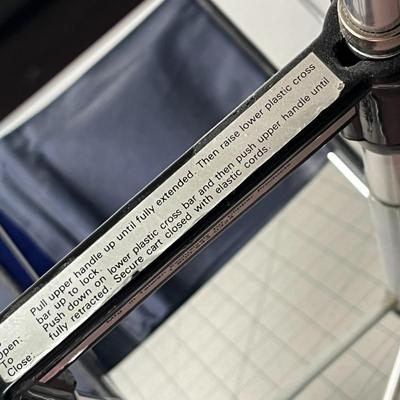 Pull upper handle up until fully extended. Then raise lower plastic cross
Open: bar up to lock.
To Push down on lower plastic cross bar and then push upper handle until
Close: fully retracted. Secure cart closed with elastic cords.